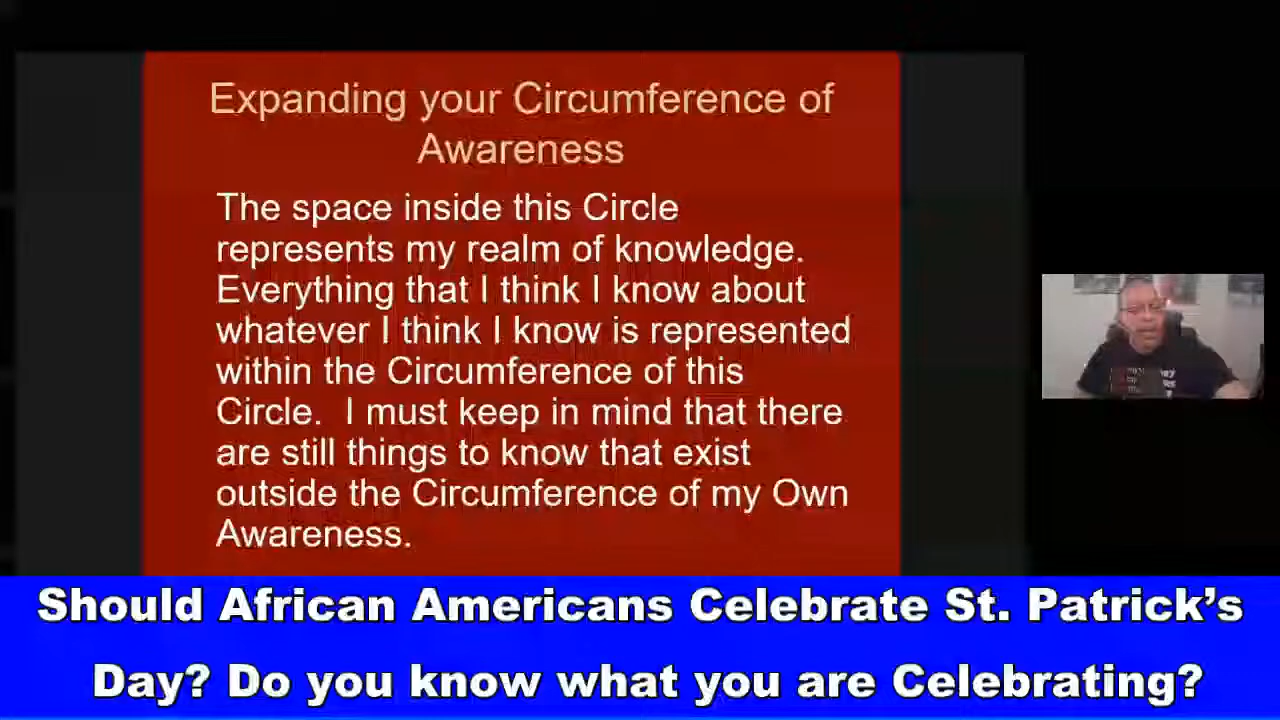 Expanding your Circumference of
Awareness
The space inside this Circle
represents my realm of knowledge.
Everything that I think I know about
whatever I think I know is represented
within the Circumference of this
Circle.  I must keep in mind that there
are still things to know that exist
outside the Circumference of my Own
Awareness.
Should African Americans Celebrate St. Patrick’s
Day? Do you know what you are Celebrating?